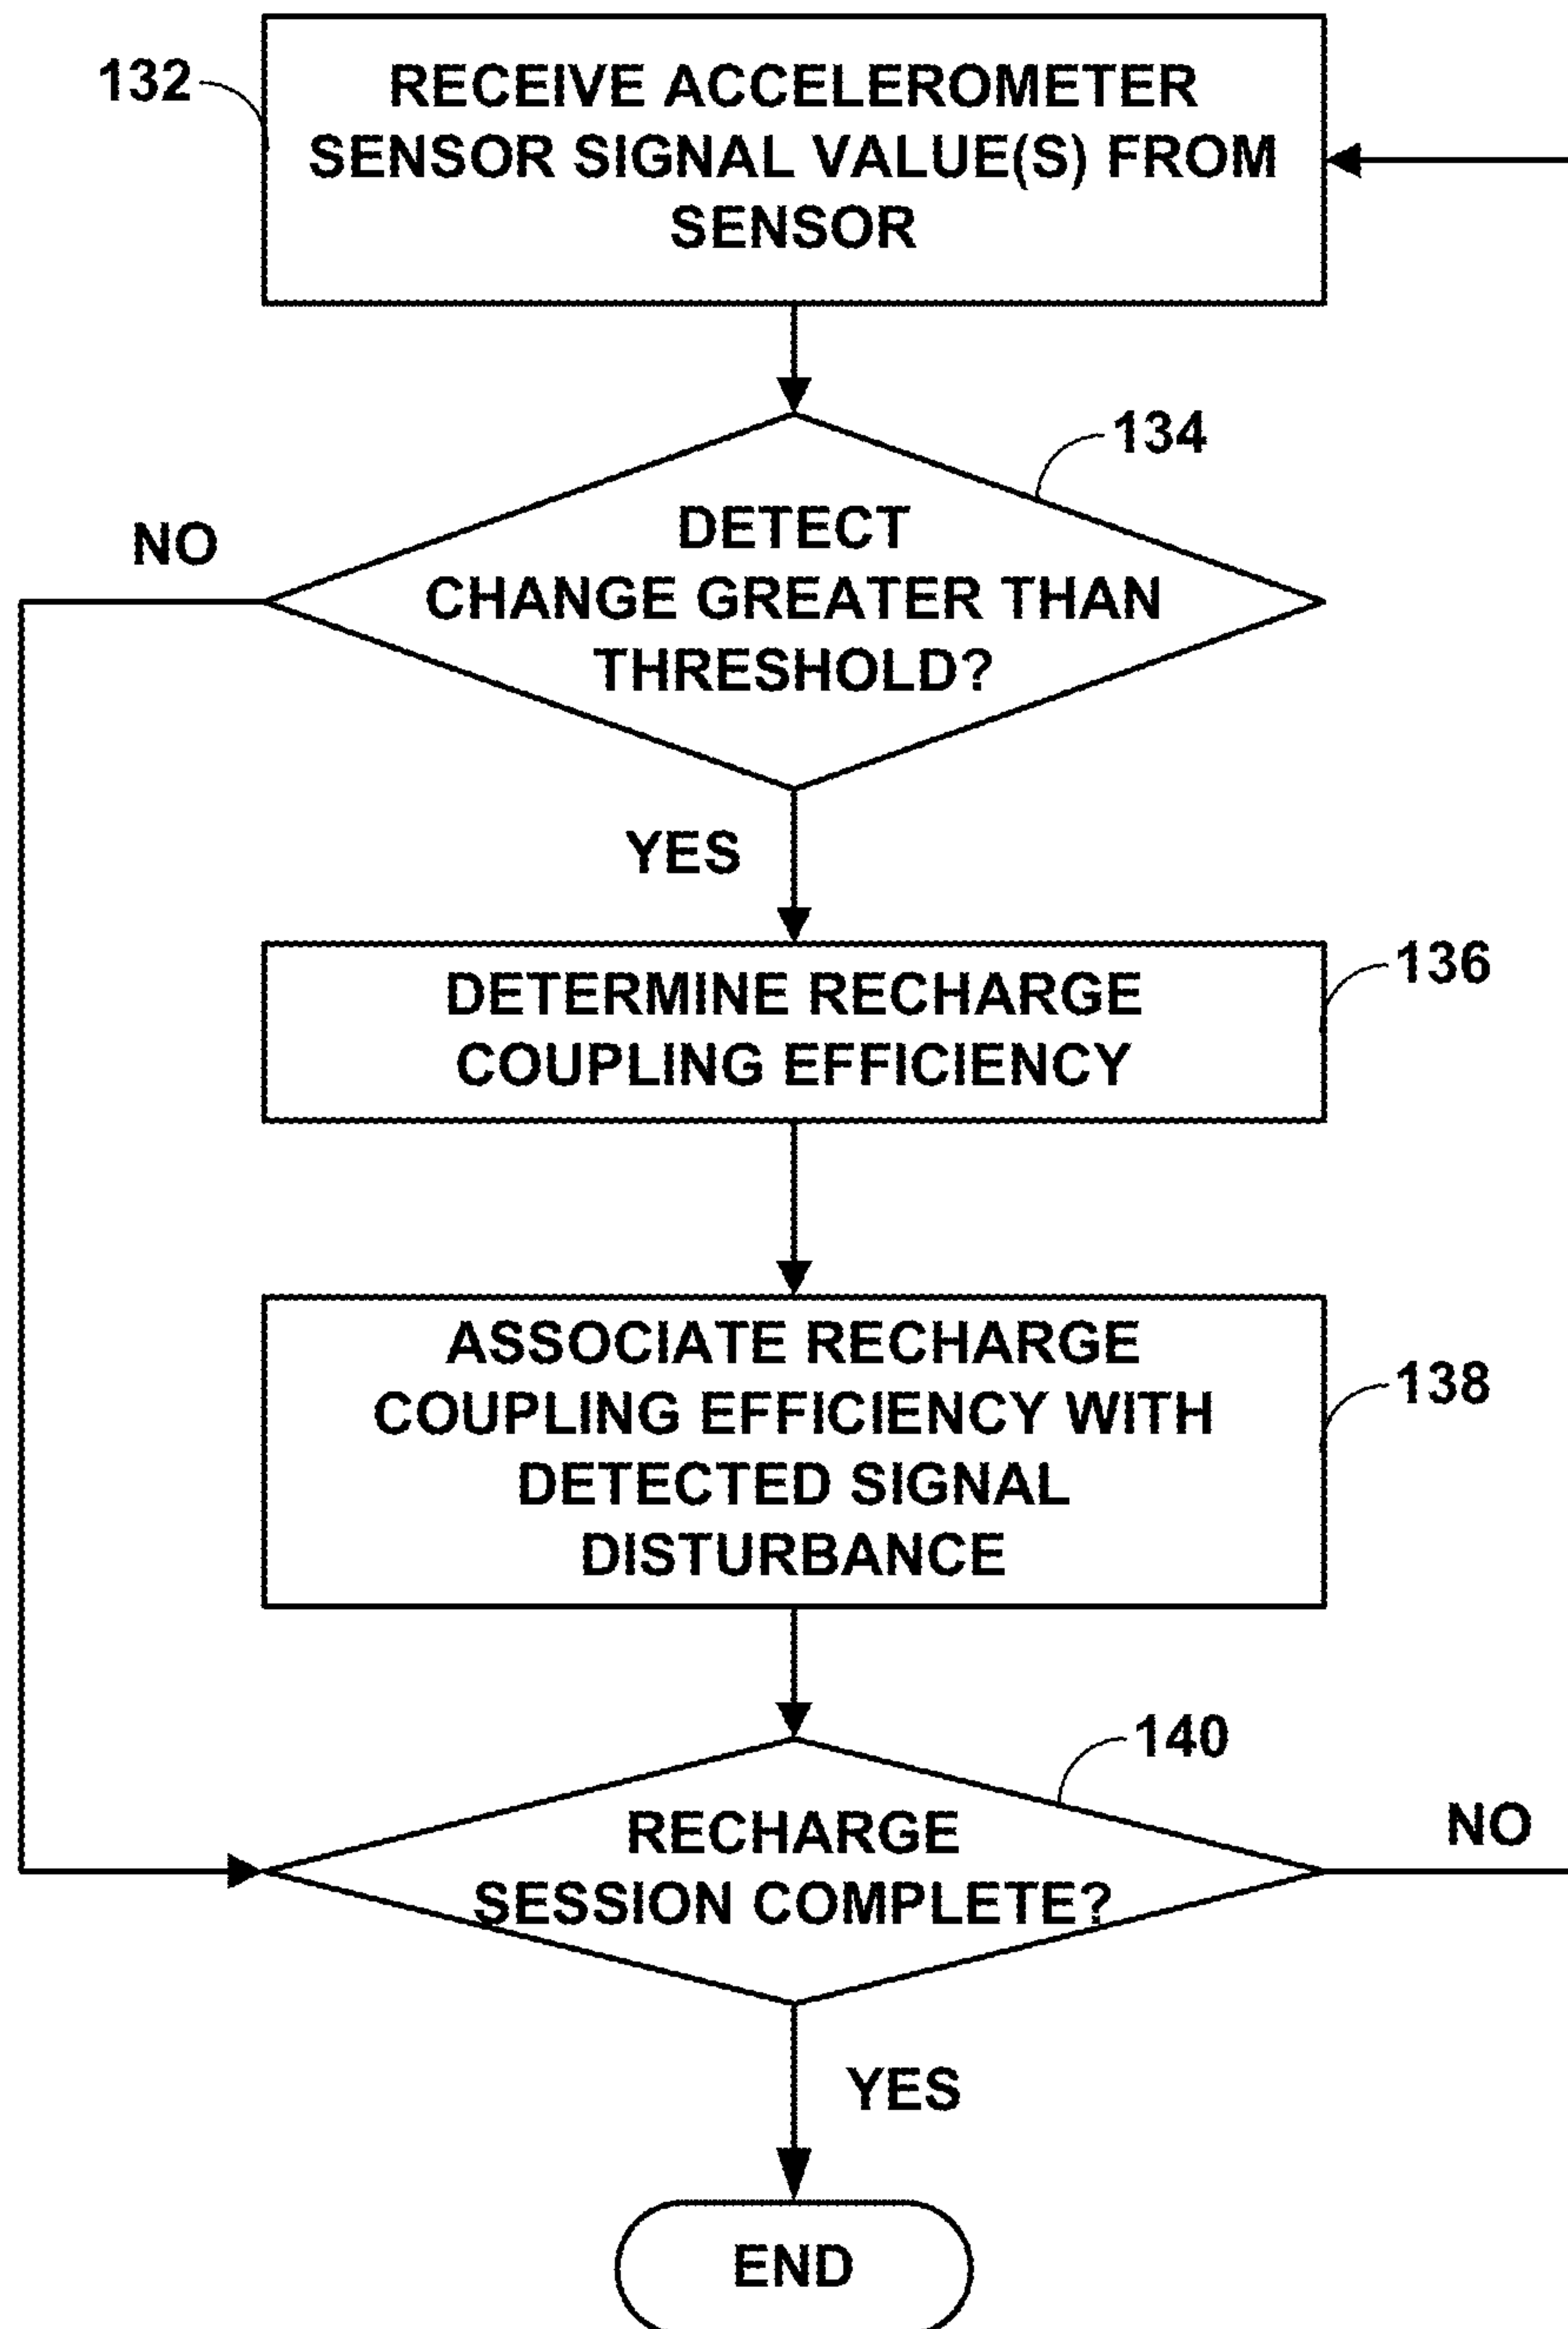 132
RECEIVE ACCELEROMETER
SENSOR SIGNAL VALUE(S) FROM
SENSOR
134
DETECT
CHANGE GREATER THAN
THRESHOLD?
NO
YES
136
DETERMINE RECHARGE
COUPLING EFFICIENCY
138
ASSOCIATE RECHARGE
COUPLING EFFICIENCY WITH
DETECTED SIGNAL
DISTURBANCE
140
RECHARGE
SESSION COMPLETE?
NO
YES
END